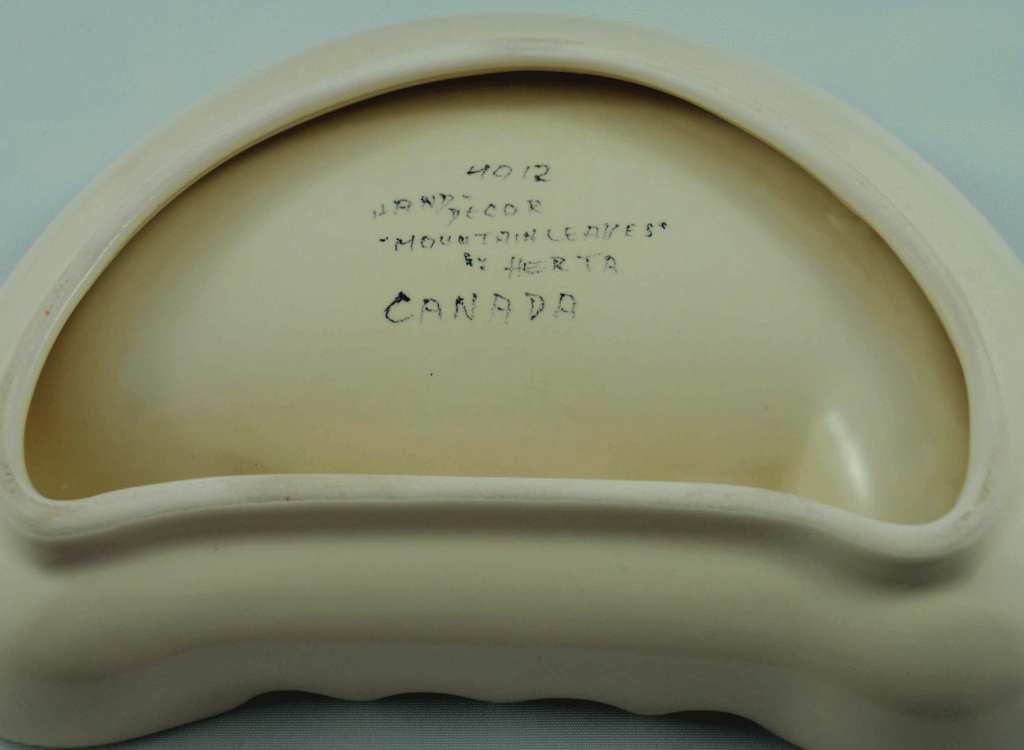 4012
HAND-
DECOR
"MOUNTAIN LEAVES"
BY HERTA
CANADA